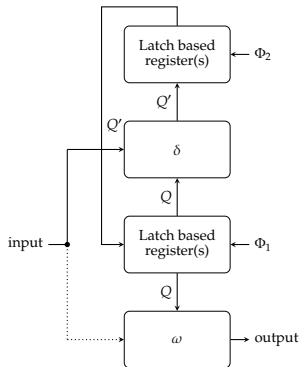 Latch based
register(s)
Φ2
Q′
Q′
δ
Q
input
Latch based
register(s)
Φ1
Q
ω
output